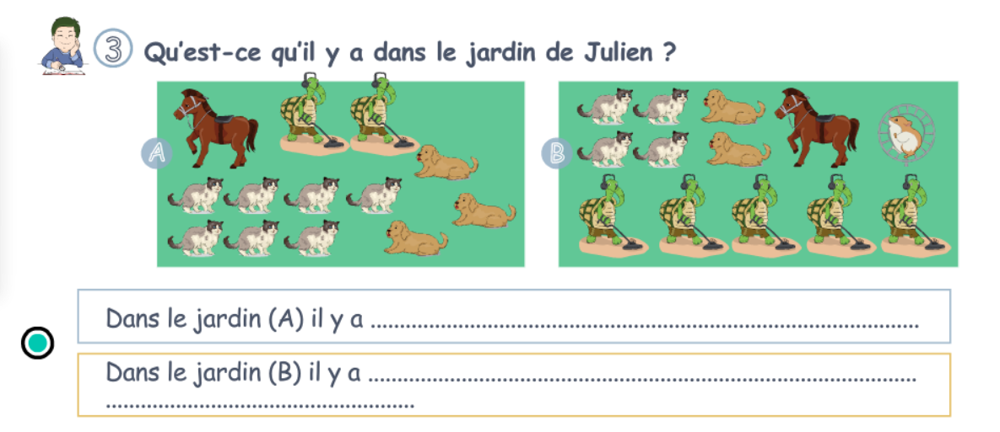 3 Qu'est-ce qu'il y a dans le jardin de Julien ?
A
B
Dans le jardin (A) il y a ................................................................................................
Dans le jardin (B) il y a ................................................................................................
......................................................